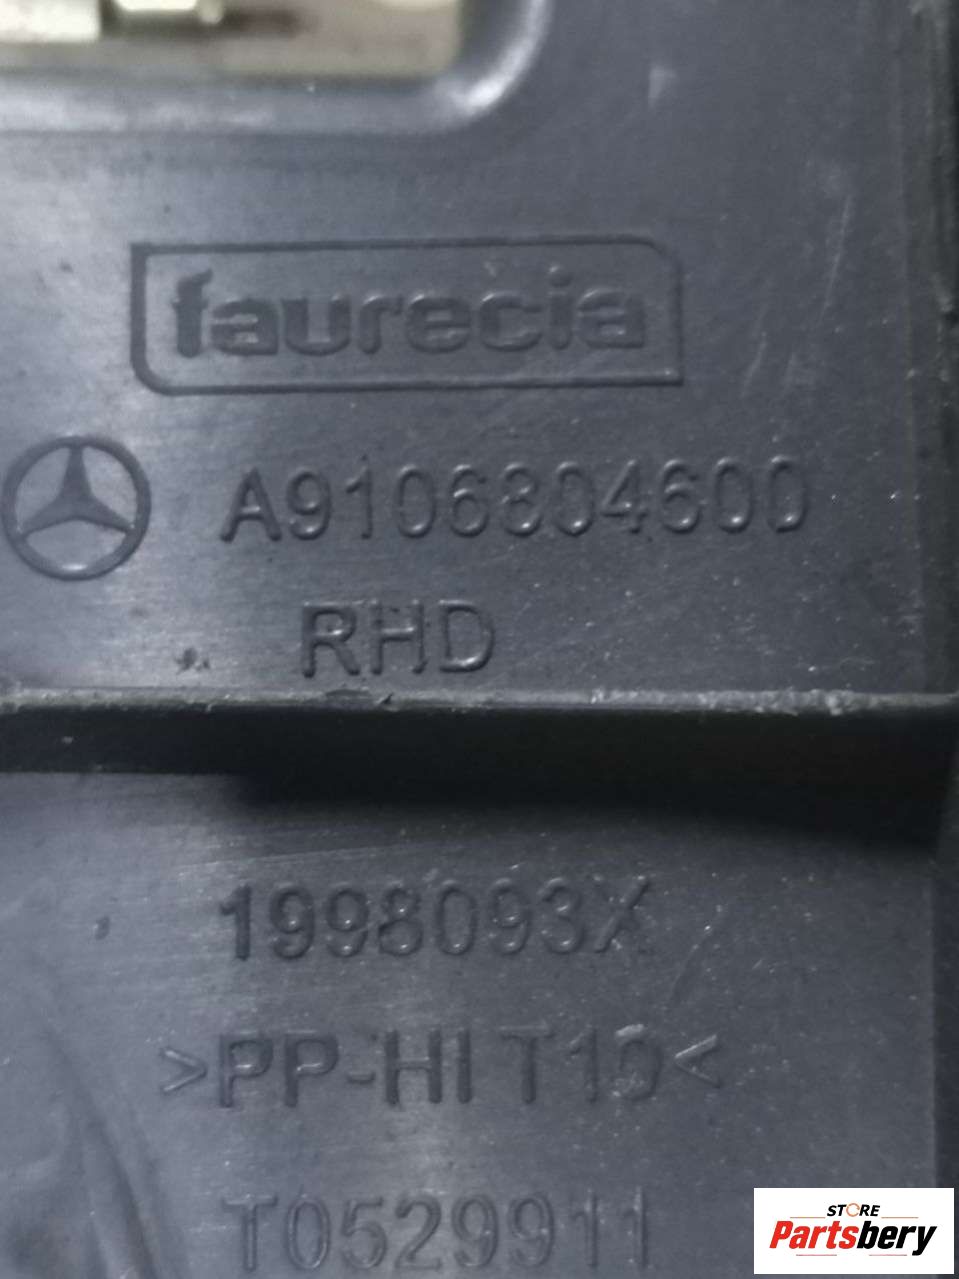 faurecia
A9106804600
RHD
1998093X
>PP-HI T10<
T0529911
STORE
Partsbery